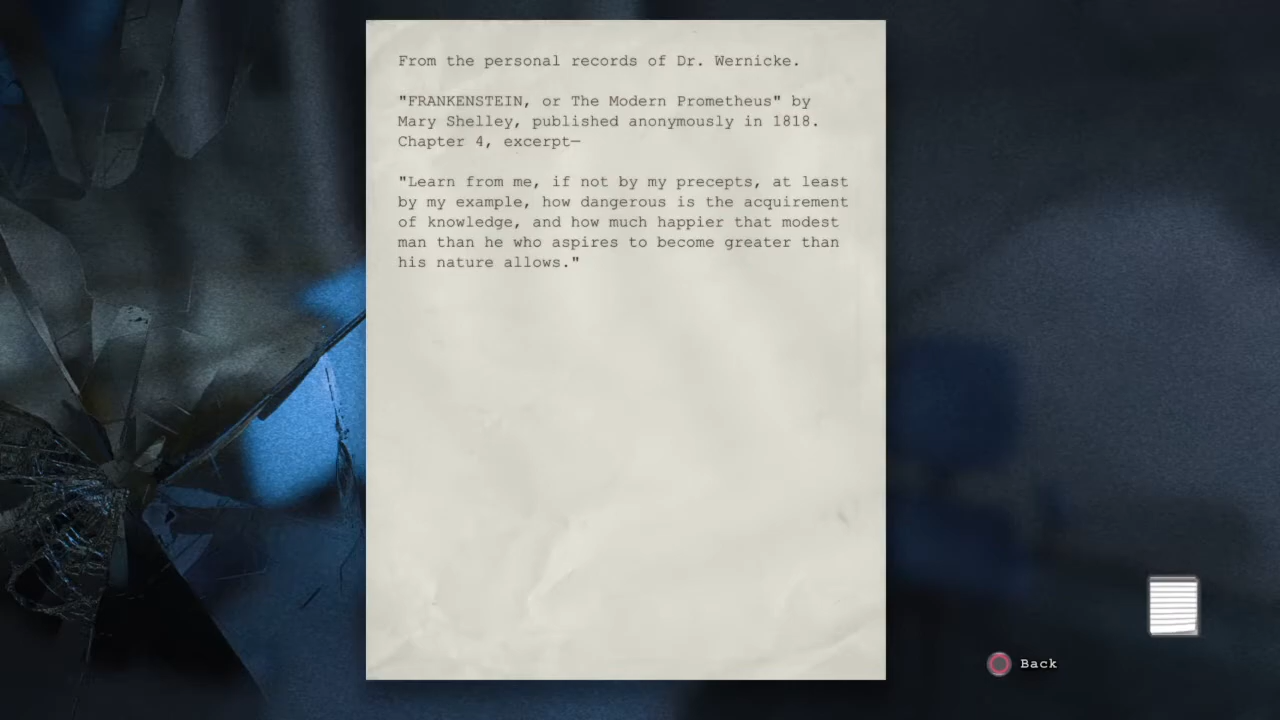 From the personal records of Dr. Wernicke.
"FRANKENSTEIN, or The Modern Prometheus" by
Mary Shelley, published anonymously in 1818.
Chapter 4, excerpt—
"Learn from me, if not by my precepts, at least
by my example, how dangerous is the acquirement
of knowledge, and how much happier that modest
man than he who aspires to become greater than
his nature allows."
Back